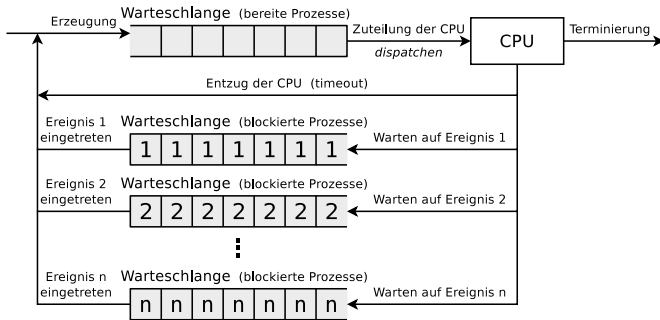 Erzeugung
Warteschlange (bereite Prozesse)
Zuteilung der CPU
dispatchen
CPU
Terminierung
Entzug der CPU (timeout)
Ereignis 1
eingetreten
Warteschlange (blockierte Prozesse)
1 1 1 1 1 1 1
Warten auf Ereignis 1
Ereignis 2
eingetreten
Warteschlange (blockierte Prozesse)
2 2 2 2 2 2 2
Warten auf Ereignis 2
Ereignis n
eingetreten
Warteschlange (blockierte Prozesse)
n n n n n n n
Warten auf Ereignis n